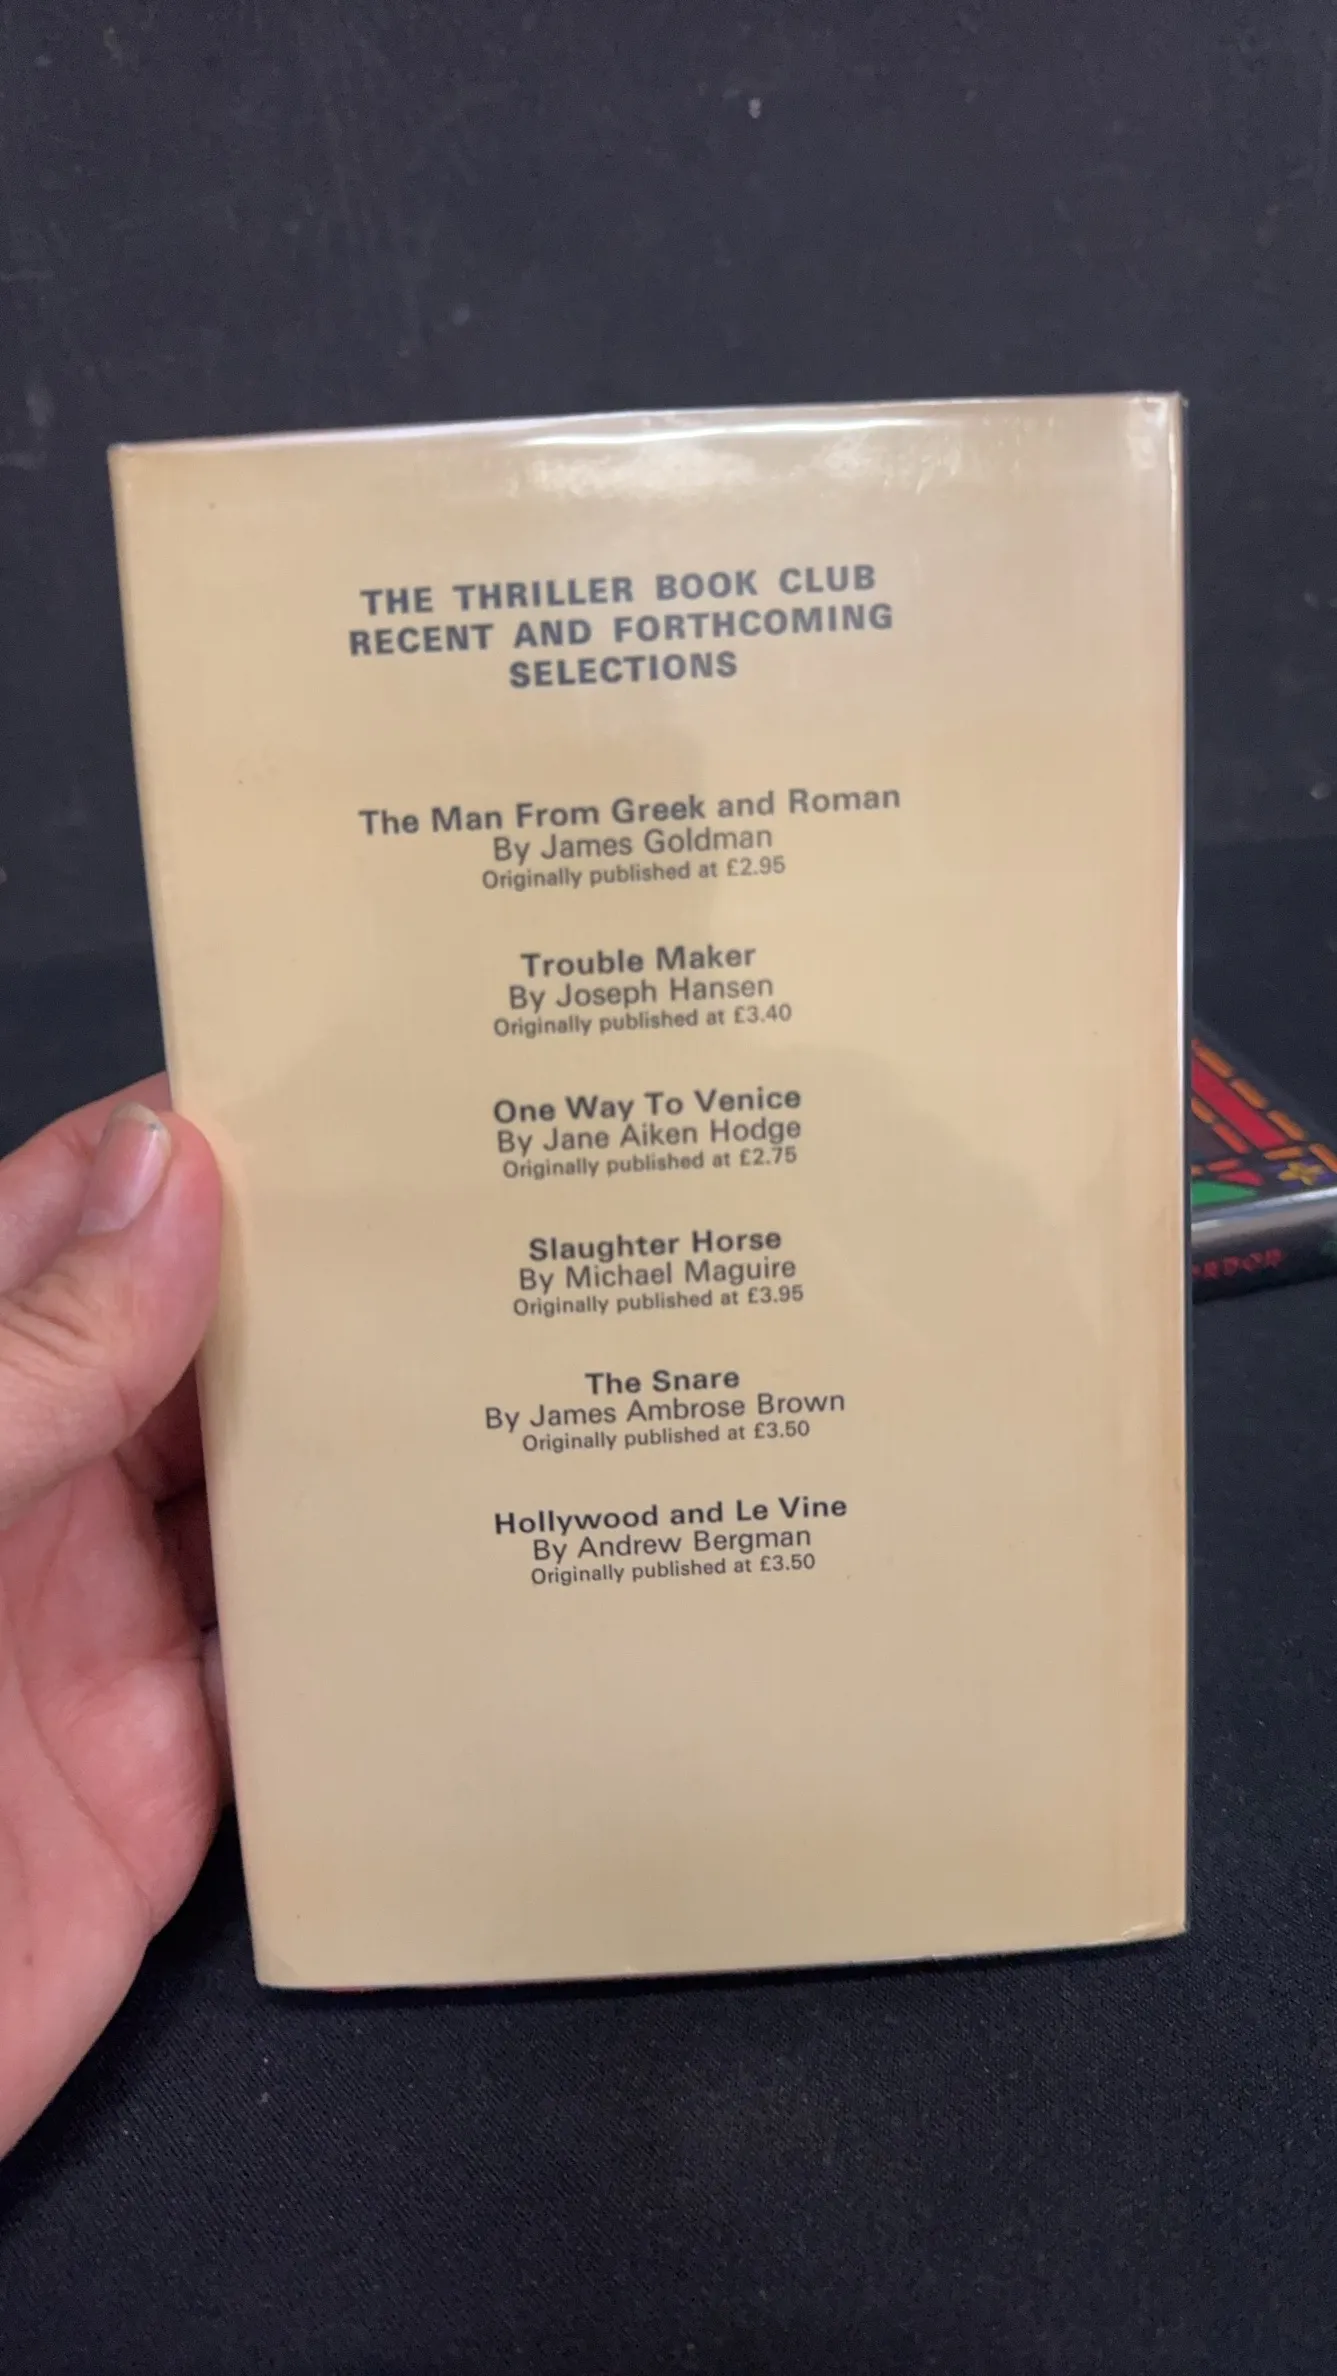 THE THRILLER BOOK CLUB
RECENT AND FORTHCOMING
SELECTIONS
The Man From Greek and Roman
By James Goldman
Originally published at £2.95
Trouble Maker
By Joseph Hansen
Originally published at £3.40
One Way To Venice
By Jane Aiken Hodge
Originally published at £2.75
Slaughter Horse
By Michael Maguire
Originally published at £3.95
The Snare
By James Ambrose Brown
Originally published at £3.50
Hollywood and Le Vine
By Andrew Bergman
Originally published at £3.50